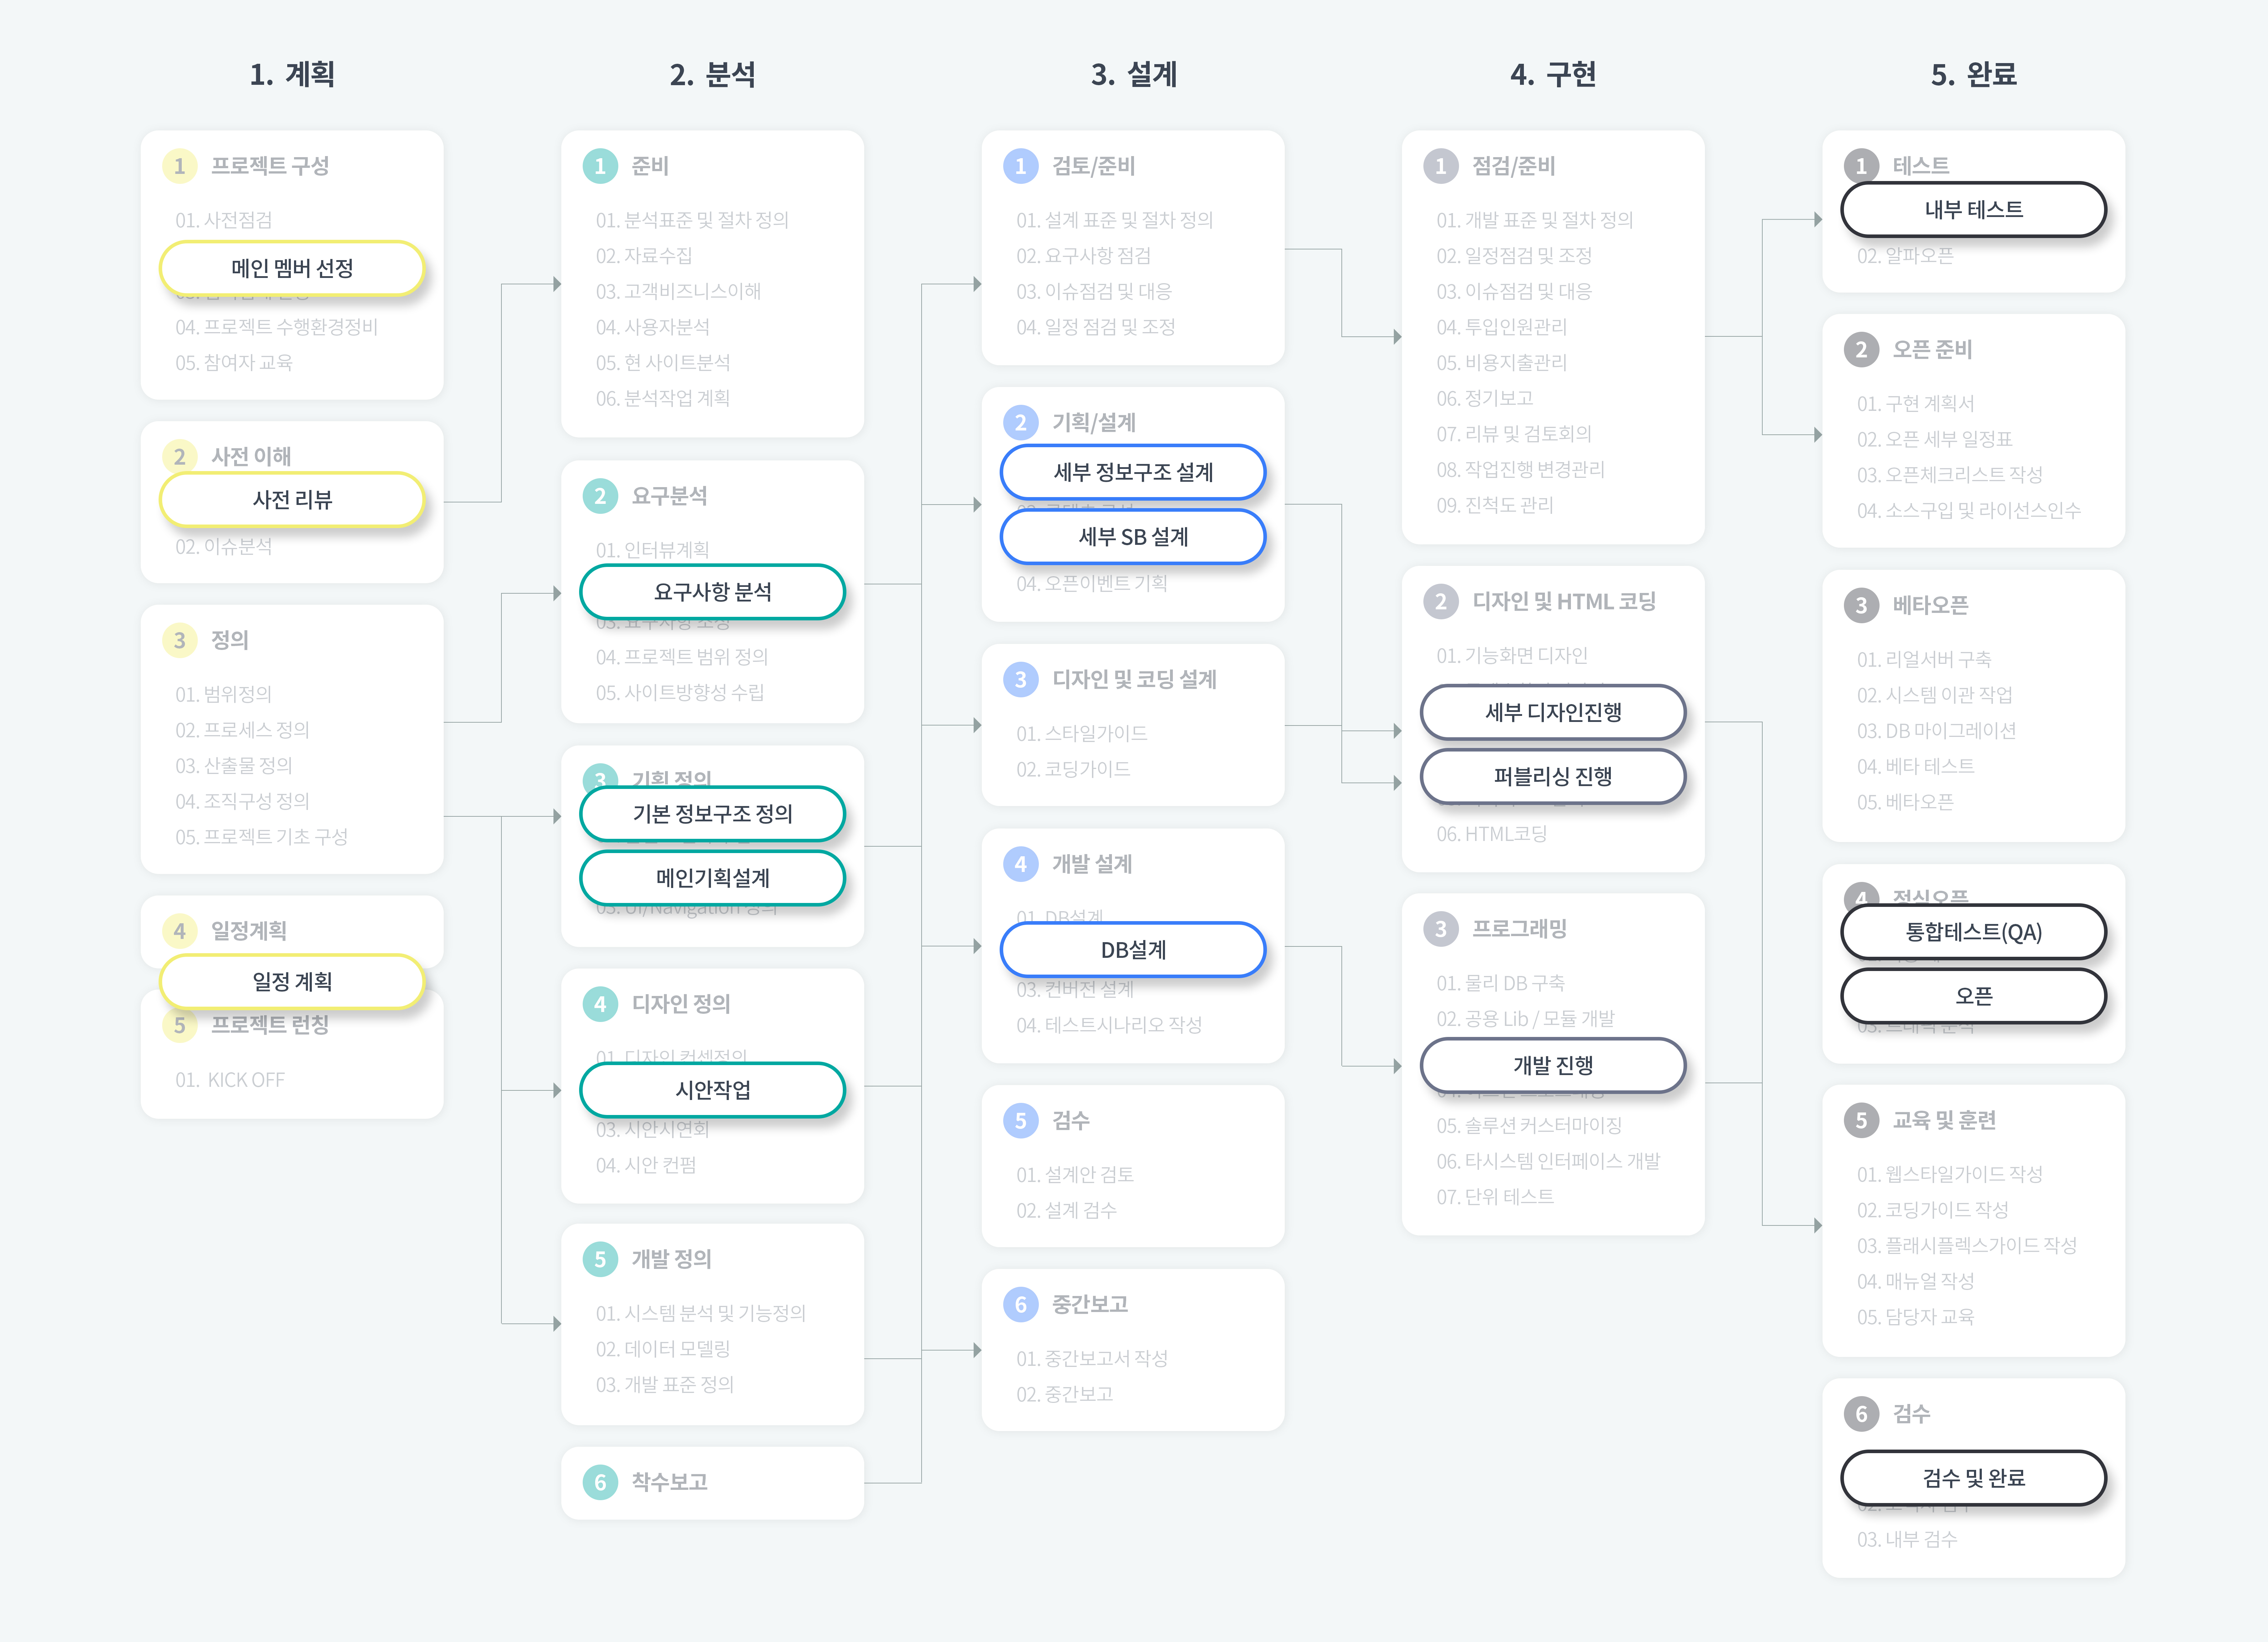 1. 계획
1 프로젝트 구성
01. 사전점검
메인 멤버 선정
04. 프로젝트 수행환경정비
05. 참여자 교육
2 사전 이해
사전 리뷰
02. 이슈분석
3 정의
01. 범위정의
02. 프로세스 정의
03. 산출물 정의
04. 조직구성 정의
05. 프로젝트 기초 구성
4 일정계획
일정 계획
5 프로젝트 런칭
01. KICK OFF
2. 분석
1 준비
01. 분석표준 및 절차 정의
02. 자료수집
03. 고객비즈니스이해
04. 사용자분석
05. 현 사이트분석
06. 분석작업 계획
2 요구분석
01. 인터뷰계획
요구사항 분석
03. 요구사항 조정
04. 프로젝트 범위 정의
05. 사이트방향성 수립
3 기획 정의
기본 정보구조 정의
메인기획설계
03. UI/Navigation 정의
4 디자인 정의
01. 디자인 컨셉정의
시안작업
03. 시안시연회
04. 시안 컨펌
5 개발 정의
01. 시스템 분석 및 기능정의
02. 데이터 모델링
03. 개발 표준 정의
6 착수보고
3. 설계
1 검토/준비
01. 설계 표준 및 절차 정의
02. 요구사항 점검
03. 이슈점검 및 대응
04. 일정 점검 및 조정
2 기획/설계
세부 정보구조 설계
세부 SB 설계
04. 오픈이벤트 기획
3 디자인 및 코딩 설계
01. 스타일가이드
02. 코딩가이드
4 개발 설계
01. DB설계
DB설계
03. 컨버전 설계
04. 테스트시나리오 작성
5 검수
01. 설계안 검토
02. 설계 검수
6 중간보고
01. 중간보고서 작성
02. 중간보고
4. 구현
1 점검/준비
01. 개발 표준 및 절차 정의
02. 일정점검 및 조정
03. 이슈점검 및 대응
04. 투입인원관리
05. 비용지출관리
06. 정기보고
07. 리뷰 및 검토회의
08. 작업진행 변경관리
09. 진척도 관리
2 디자인 및 HTML 코딩
01. 기능화면 디자인
세부 디자인진행
퍼블리싱 진행
06. HTML코딩
3 프로그래밍
01. 물리 DB 구축
02. 공용 Lib / 모듈 개발
개발 진행
05. 솔루션 커스터마이징
06. 타시스템 인터페이스 개발
07. 단위 테스트
5. 완료
1 테스트
내부 테스트
02. 알파오픈
2 오픈 준비
01. 구현 계획서
02. 오픈 세부 일정표
03. 오픈체크리스트 작성
04. 소스구입 및 라이선스인수
3 베타오픈
01. 리얼서버 구축
02. 시스템 이관 작업
03. DB 마이그레이션
04. 베타 테스트
05. 베타오픈
4 정식오픈
통합테스트(QA)
오픈
03. 트래픽 분석
5 교육 및 훈련
01. 웹스타일가이드 작성
02. 코딩가이드 작성
03. 플래시플렉스가이드 작성
04. 매뉴얼 작성
05. 담당자 교육
6 검수
검수 및 완료
03. 내부 검수